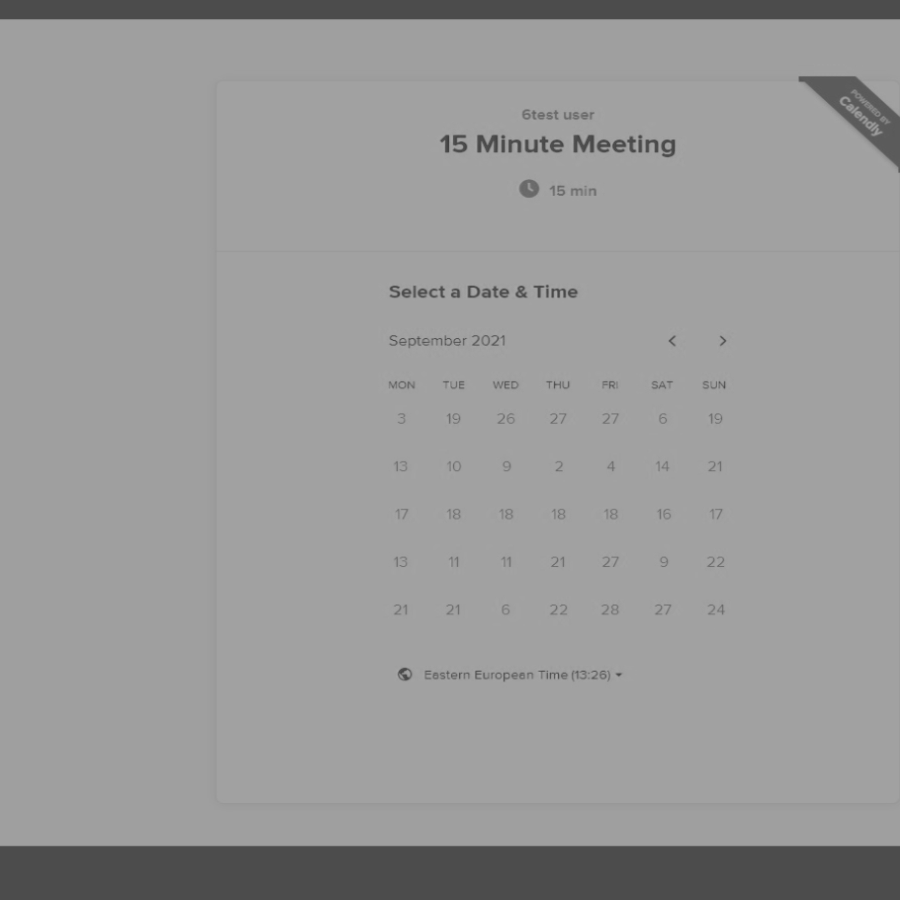 POWERED BY
Calendly
6test user
15 Minute Meeting
15 min
Select a Date & Time
September 2021
MON TUE WED THU FRI SAT SUN
3 19 26 27 27 6 19
13 10 9 2 4 14 21
17 18 18 18 18 16 17
13 11 11 21 27 9 22
21 21 6 22 28 27 24
Eastern European Time (13:26)